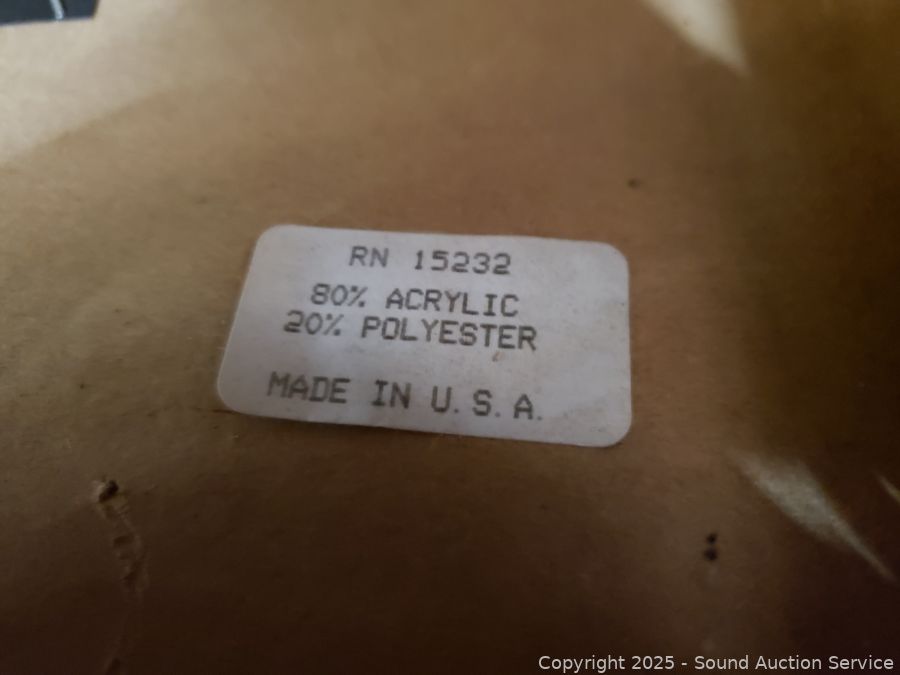 RN 15232
80% ACRYLIC
20% POLYESTER
MADE IN U.S.A.
Copyright 2025 - Sound Auction Service